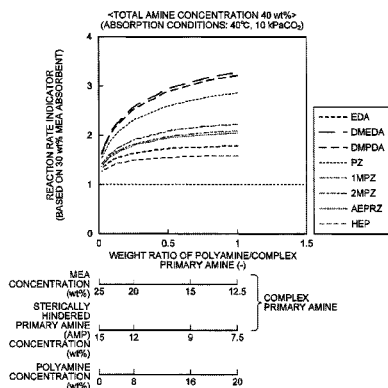 <TOTAL AMINE CONCENTRATION 40 wt%>
(ABSORPTION CONDITIONS: 40℃, 10 kPaCO₂)
REACTION RATE INDICATOR
(BASED ON 30 wt% MEA ABSORBENT)
4
3
2
1
0
0 0.5 1 1.5
WEIGHT RATIO OF POLYAMINE/COMPLEX
PRIMARY AMINE (-)
EDA
DMEDA
DMPDA
PZ
1MPZ
2MPZ
AEPRZ
HEP
MEA
CONCENTRATION
(wt%)
25 20 15 12.5
STERICALLY
HINDERED
PRIMARY AMINE
(AMP)
CONCENTRATION
(wt%)
15 12 9 7.5
COMPLEX
PRIMARY AMINE
POLYAMINE
CONCENTRATION
(wt%)
0 8 16 20